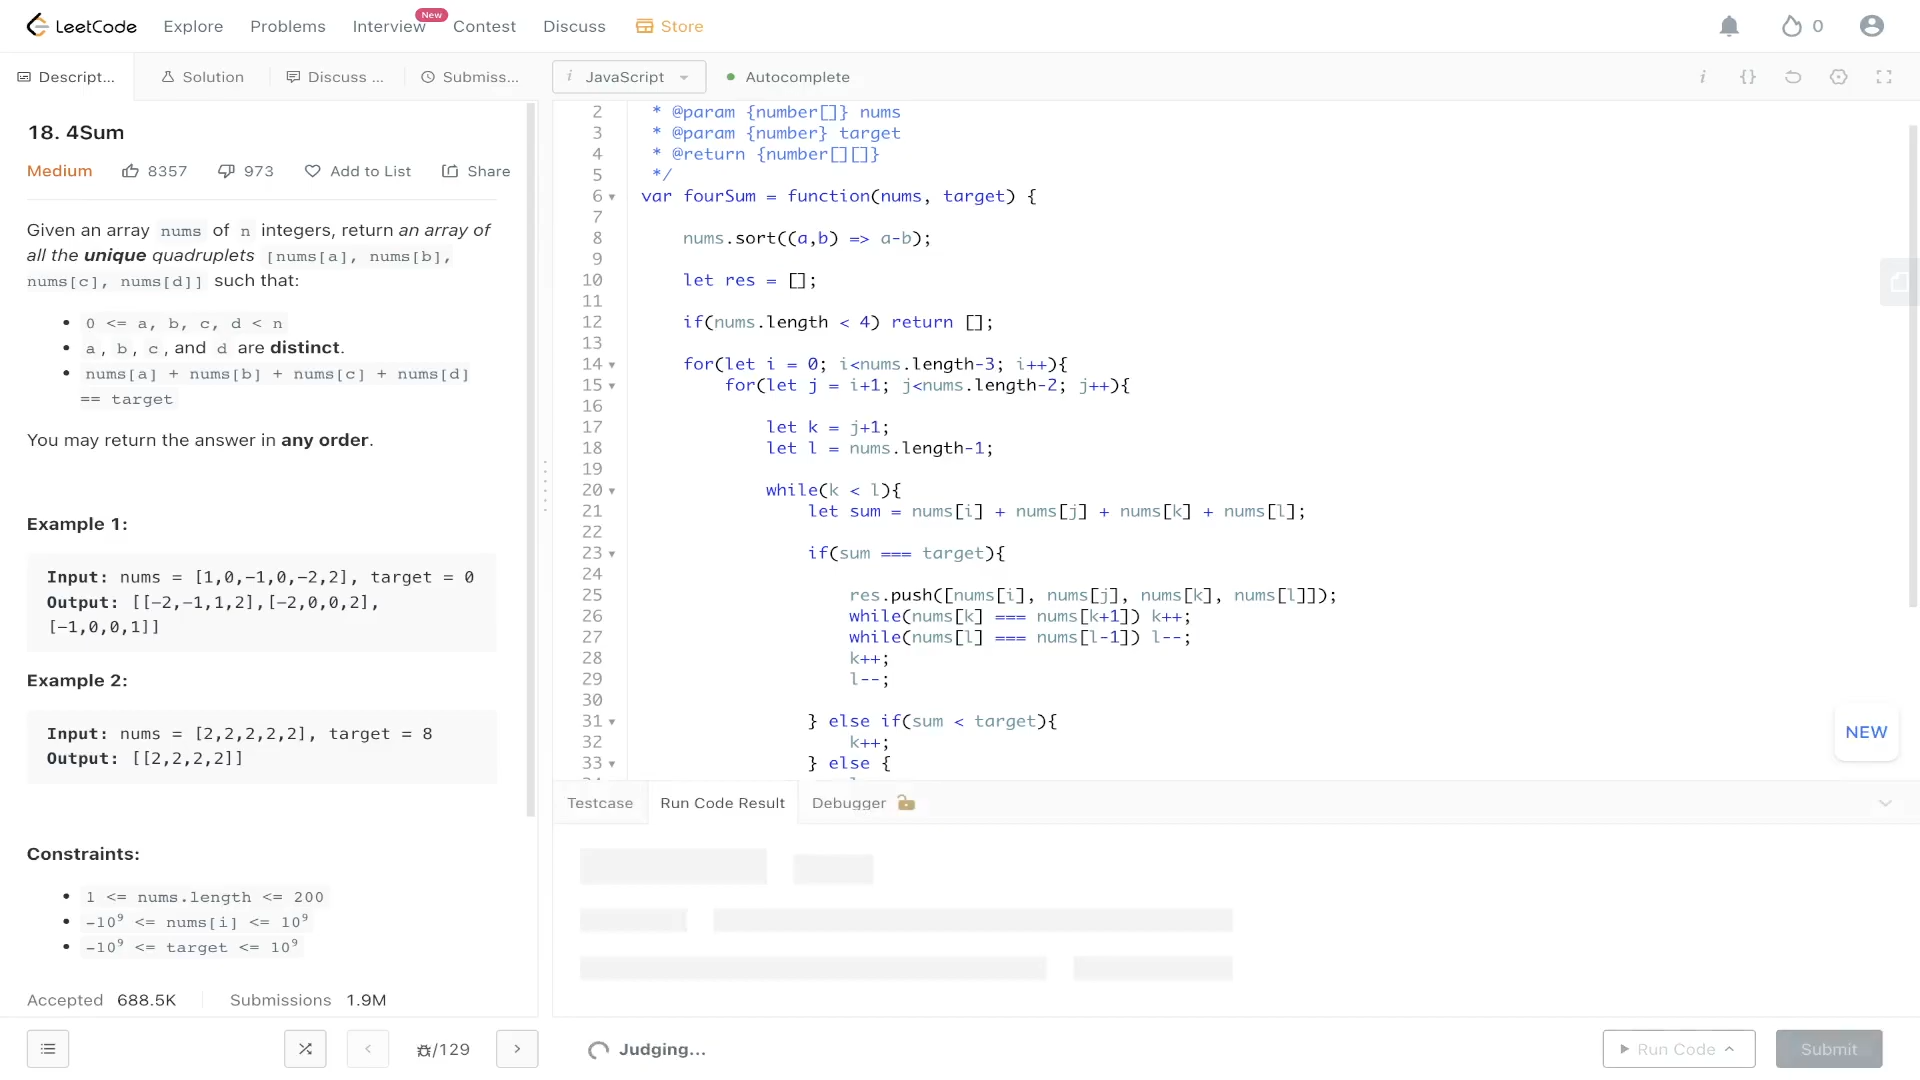 LeetCode Explore Problems Interview New Contest Discuss Store 0
Descript... Solution Discuss ... Submiss... i JavaScript Autocomplete i {}
18. 4Sum
Medium 8357 973 Add to List Share
Given an array nums of n integers, return an array of
all the unique quadruplets [nums[a], nums[b],
nums[c], nums[d]] such that:
• 0 <= a, b, c, d < n
• a, b, c, and d are distinct.
• nums[a] + nums[b] + nums[c] + nums[d]
== target
You may return the answer in any order.
Example 1:
Input: nums = [1,0,-1,0,-2,2], target = 0
Output: [[-2,-1,1,2],[-2,0,0,2],
[-1,0,0,1]]
Example 2:
Input: nums = [2,2,2,2,2], target = 8
Output: [[2,2,2,2]]
Constraints:
• 1 <= nums.length <= 200
• -10⁹ <= nums[i] <= 10⁹
• -10⁹ <= target <= 10⁹
Accepted 688.5K Submissions 1.9M
/129
2 * @param {number[]} nums
3 * @param {number} target
4 * @return {number[][]}
5 */
6 var fourSum = function(nums, target) {
7
8 nums.sort((a,b) => a-b);
9
10 let res = [];
11
12 if(nums.length < 4) return [];
13
14 for(let i = 0; i<nums.length-3; i++){
15 for(let j = i+1; j<nums.length-2; j++){
16
17 let k = j+1;
18 let l = nums.length-1;
19
20 while(k < l){
21 let sum = nums[i] + nums[j] + nums[k] + nums[l];
22
23 if(sum === target){
24
25 res.push([nums[i], nums[j], nums[k], nums[l]]);
26 while(nums[k] === nums[k+1]) k++;
27 while(nums[l] === nums[l-1]) l--;
28 k++;
29 l--;
30
31 } else if(sum < target){
32 k++;
33 } else {
NEW
Testcase Run Code Result Debugger
Judging... Run Code Submit